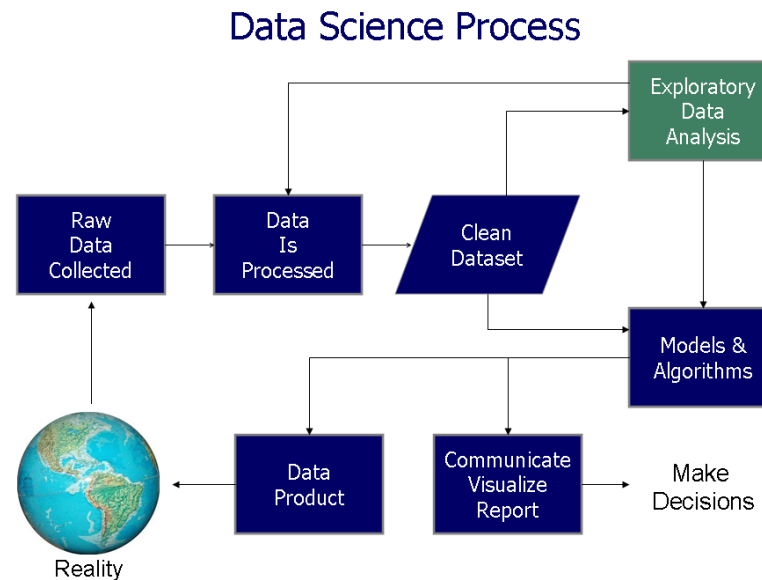 Data Science Process
Exploratory
Data
Analysis
Raw
Data
Collected
Data
Is
Processed
Clean
Dataset
Models &
Algorithms
Data
Product
Communicate
Visualize
Report
Make
Decisions
Reality